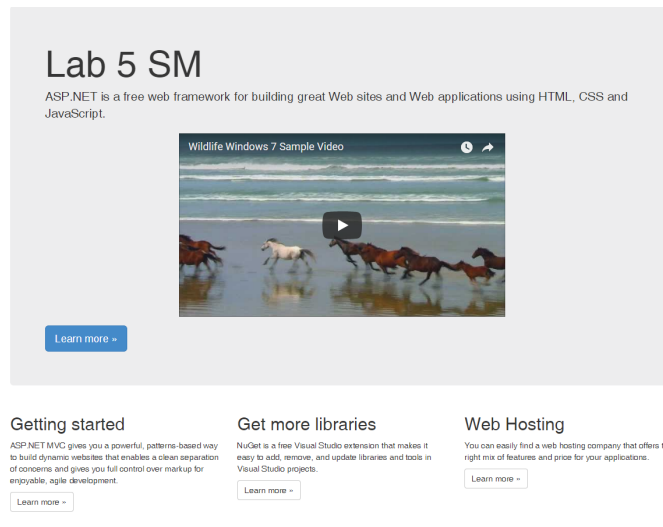 Lab 5 SM
ASP.NET is a free web framework for building great Web sites and Web applications using HTML, CSS and
JavaScript.
Wildlife Windows 7 Sample Video
Learn more »
Getting started
ASP.NET MVC gives you a powerful, patterns-based way
to build dynamic websites that enables a clean separation
of concerns and gives you full control over markup for
enjoyable, agile development.
Learn more »
Get more libraries
NuGet is a free Visual Studio extension that makes it
easy to add, remove, and update libraries and tools in
Visual Studio projects.
Learn more »
Web Hosting
You can easily find a web hosting company that offers
right mix of features and price for your applications.
Learn more »